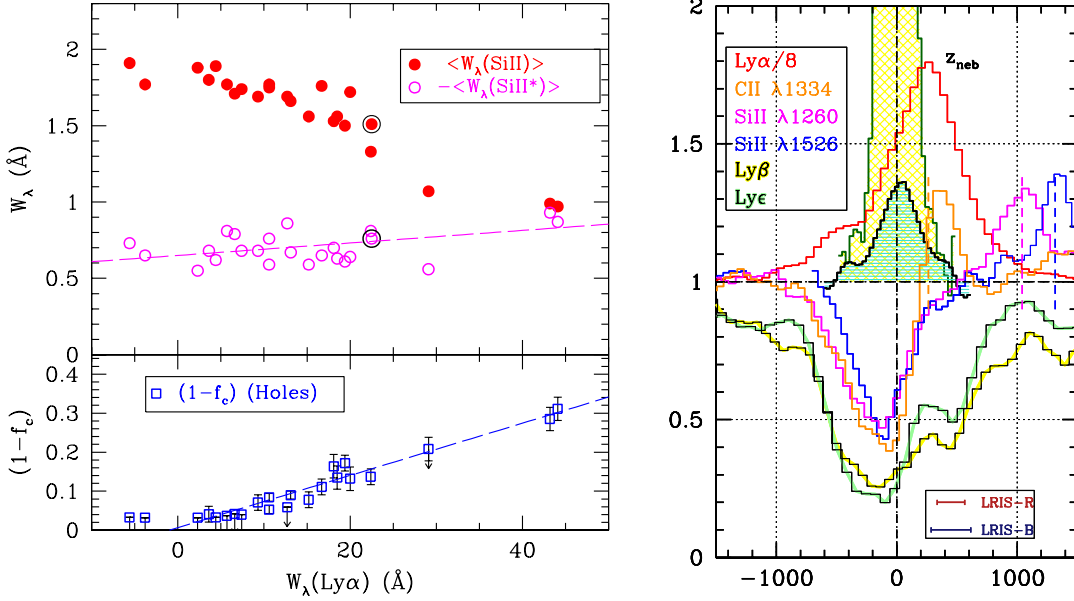 2
1.5
1
0.5
0
W_λ (Å)
<W_λ(SiII)>
−<W_λ(SiII*)>
0.4
0.3
0.2
0.1
0
(1−f_c)
(1−f_c) (Holes)
0 20 40
W_λ(Lyα) (Å)
2
1.5
1
0.5
0
Lyα/8
CII λ1334
SiII λ1260
SiII λ1526
Lyβ
Lyϵ
z_neb
LRIS−R
LRIS−B
−1000 0 1000